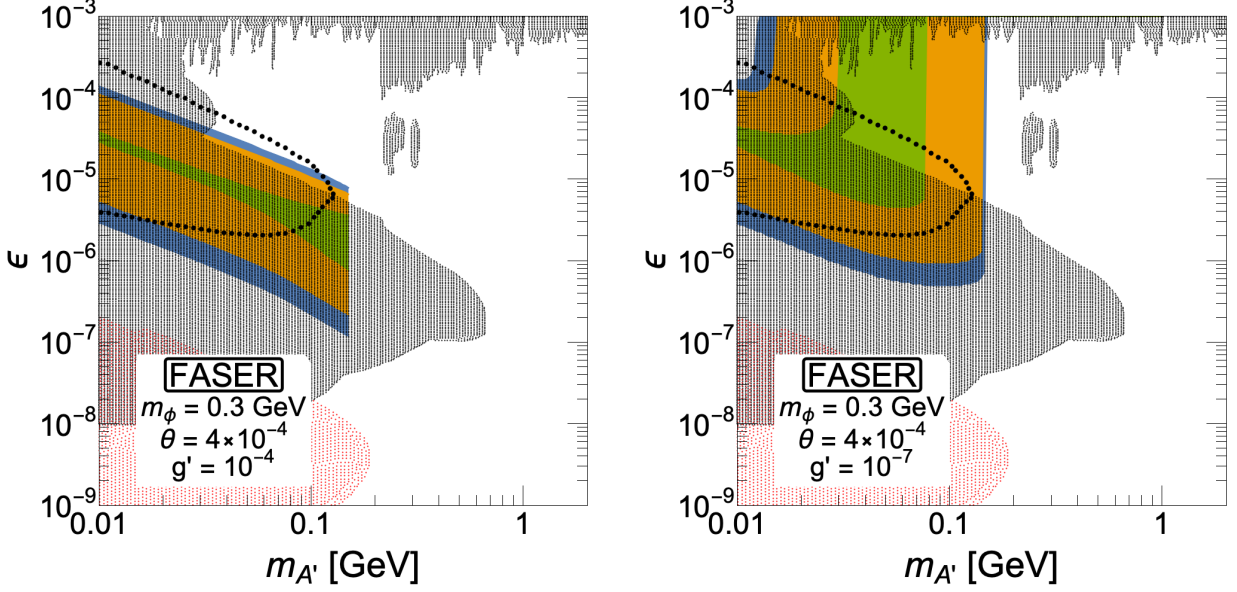 10⁻³
10⁻⁴
10⁻⁵
10⁻⁶
10⁻⁷
10⁻⁸
10⁻⁹
ϵ
0.01
0.1
1
m_A' [GeV]
FASER
m_ϕ = 0.3 GeV
θ = 4×10⁻⁴
g' = 10⁻⁴
10⁻³
10⁻⁴
10⁻⁵
10⁻⁶
10⁻⁷
10⁻⁸
10⁻⁹
ϵ
0.01
0.1
1
m_A' [GeV]
FASER
m_ϕ = 0.3 GeV
θ = 4×10⁻⁴
g' = 10⁻⁷